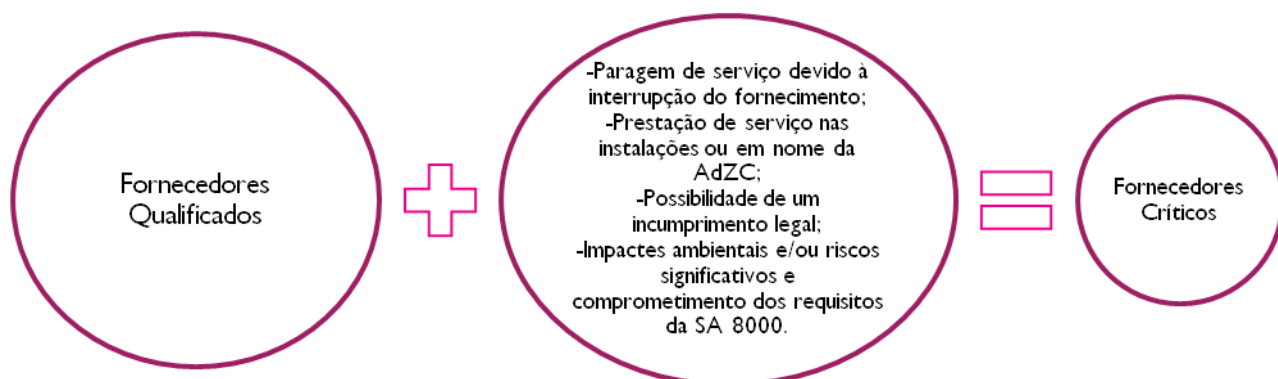 Fornecedores
Qualificados
-Paragem de serviço devido à
interrupção do fornecimento;
-Prestação de serviço nas
instalações ou em nome da
AdZC;
-Possibilidade de um
incumprimento legal;
-Impactes ambientais e/ou riscos
significativos e
comprometimento dos requisitos
da SA 8000.
Fornecedores
Críticos